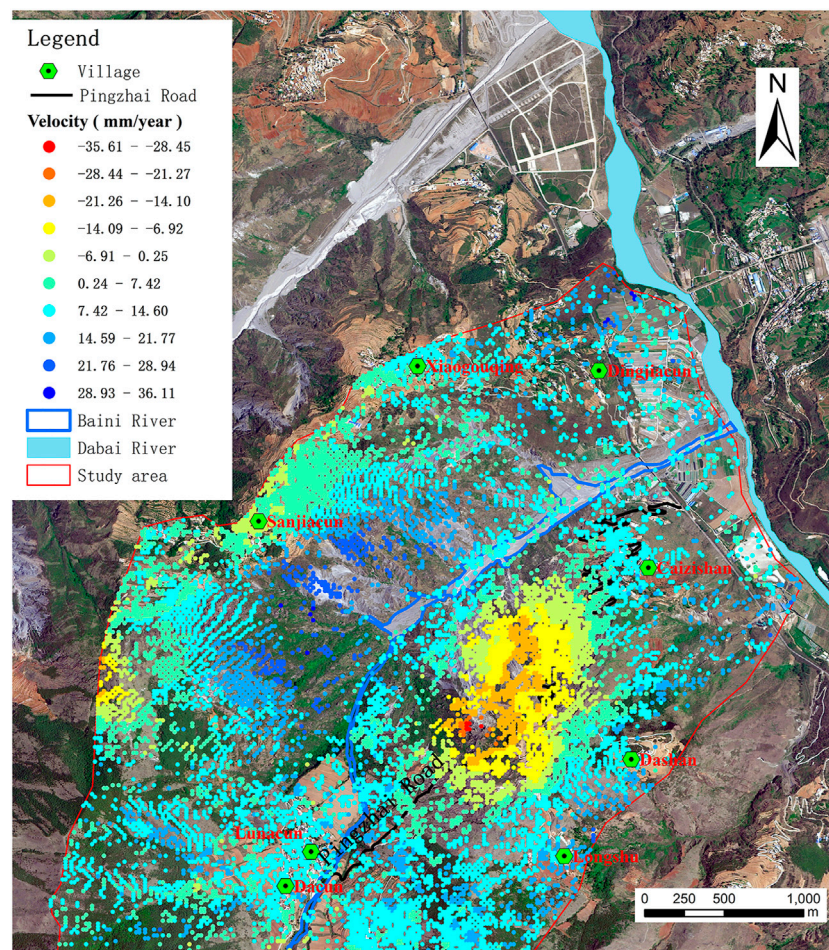 Legend
Village
Pingzhai Road
Velocity ( mm/year )
-35.61 - -28.45
-28.44 - -21.27
-21.26 - -14.10
-14.09 - -6.92
-6.91 - 0.25
0.24 - 7.42
7.42 - 14.60
14.59 - 21.77
21.76 - 28.94
28.93 - 36.11
Baini River
Dabai River
Study area
N
Xiaogouqing
Dingjiacun
Sanjiacun
Caizishan
Dashan
Pingzhai Road
Lunacun
Longshu
Dacun
0 250 500 1,000
m